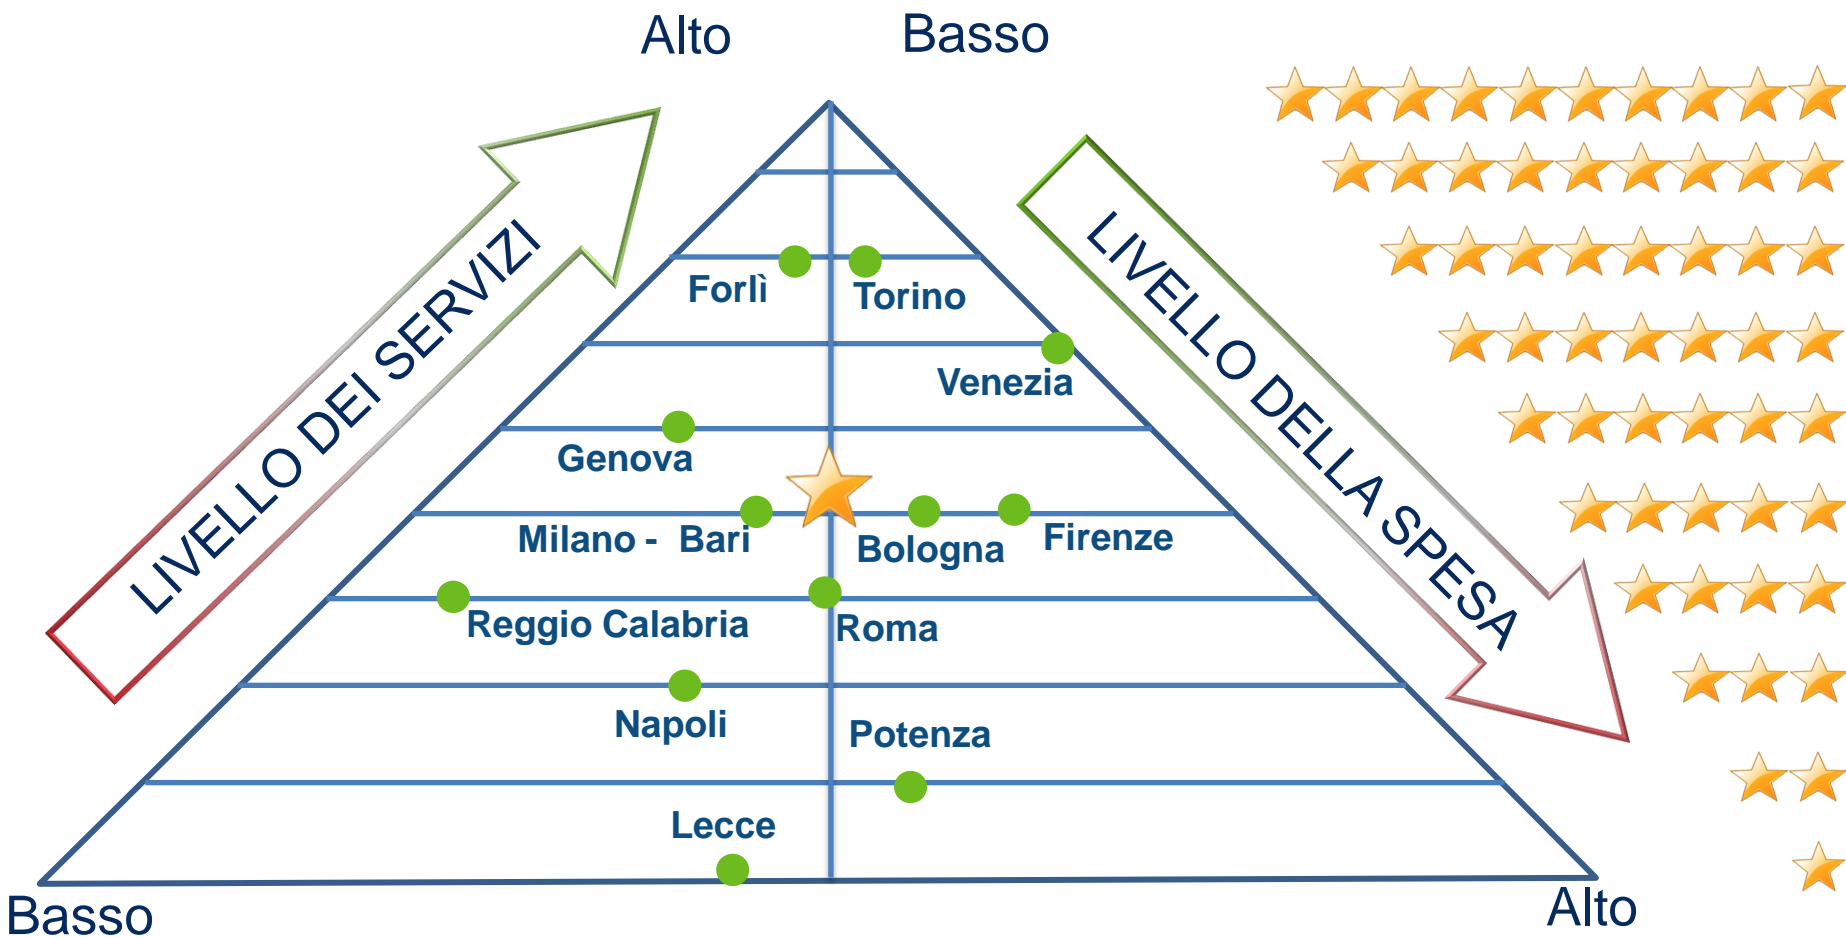 Alto
Basso
LIVELLO DEI SERVIZI
LIVELLO DELLA SPESA
Forlì
Torino
Venezia
Genova
Milano - Bari
Bologna
Firenze
Reggio Calabria
Roma
Napoli
Potenza
Lecce
Basso
Alto